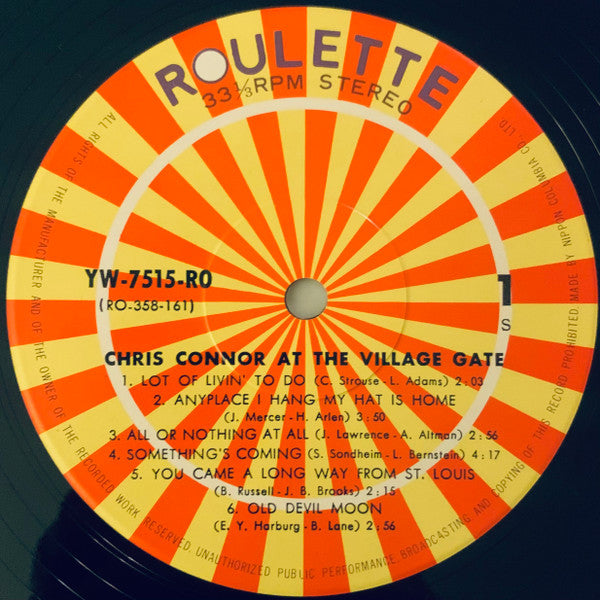 ROULETTE
33⅓RPM STEREO
YW-7515-RO
(RO-358-161)
1
S
CHRIS CONNOR AT THE VILLAGE GATE
1. LOT OF LIVIN' TO DO (C. Strouse - L. Adams) 2:03
2. ANYPLACE I HANG MY HAT IS HOME
(J. Mercer - H. Arlen) 3:50
3. ALL OR NOTHING AT ALL (J. Lawrence - A. Altman) 2:56
4. SOMETHING'S COMING (S. Sondheim - L. Bernstein) 4:17
5. YOU CAME A LONG WAY FROM ST. LOUIS
(B. Russell - J. B. Brooks) 2:15
6. OLD DEVIL MOON
(E. Y. Harburg - B. Lane) 2:56
ALL RIGHTS OF THE MANUFACTURER AND OF THE OWNER OF THE RECORDED WORK RESERVED. UNAUTHORIZED PUBLIC PERFORMANCE, BROADCASTING AND COPYING OF THIS RECORD PROHIBITED. MADE BY NIPPON COLUMBIA CO., LTD.